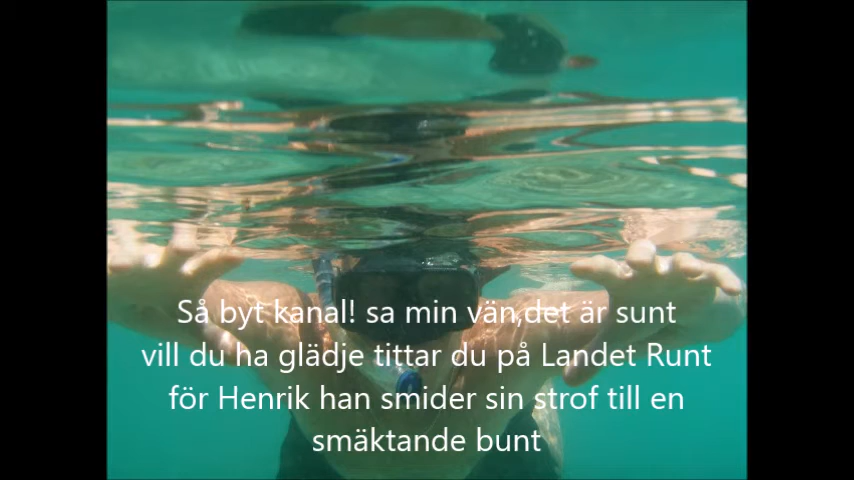 Så byt kanal! sa min vän,det är sunt
vill du ha glädje tittar du på Landet Runt
för Henrik han smider sin strof till en
smäktande bunt